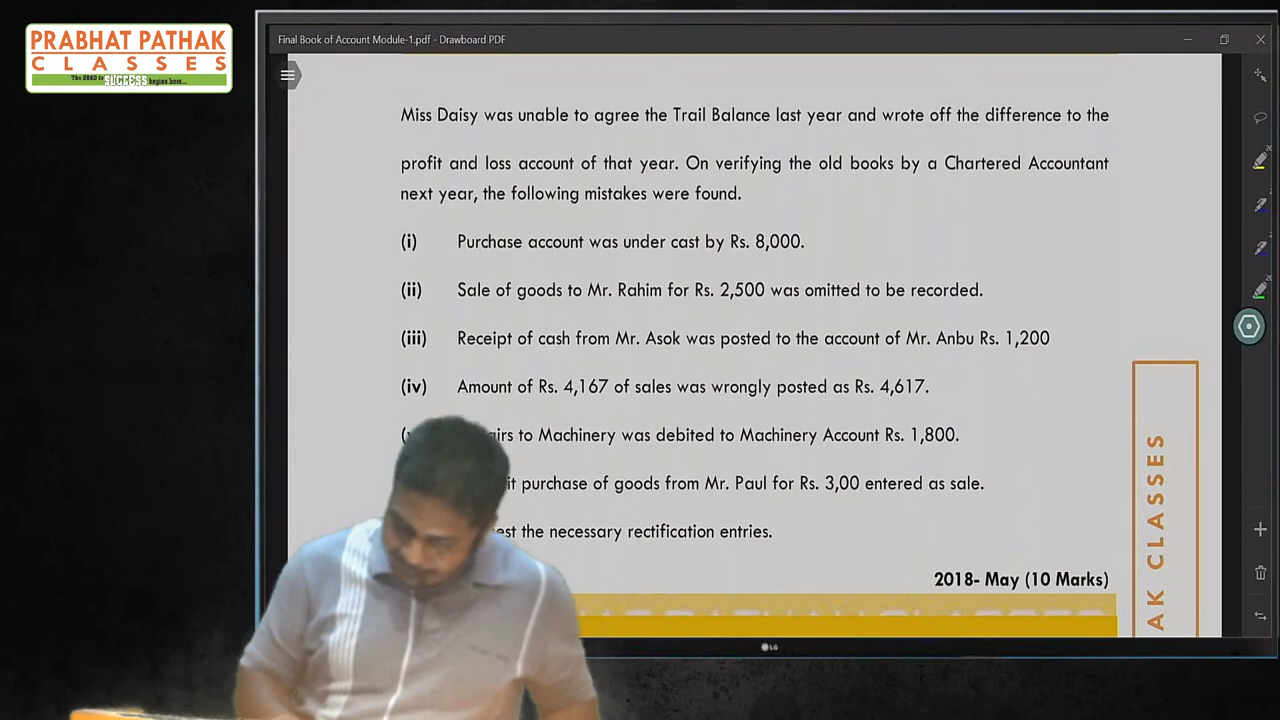 PRABHAT PATHAK
CLASSES
The ROAD to SUCCESS begins here...
Final Book of Account Module-1.pdf - Drawboard PDF
Miss Daisy was unable to agree the Trail Balance last year and wrote off the difference to the
profit and loss account of that year. On verifying the old books by a Chartered Accountant
next year, the following mistakes were found.
(i) Purchase account was under cast by Rs. 8,000.
(ii) Sale of goods to Mr. Rahim for Rs. 2,500 was omitted to be recorded.
(iii) Receipt of cash from Mr. Asok was posted to the account of Mr. Anbu Rs. 1,200
(iv) Amount of Rs. 4,167 of sales was wrongly posted as Rs. 4,617.
to Machinery was debited to Machinery Account Rs. 1,800.
purchase of goods from Mr. Paul for Rs. 3,00 entered as sale.
the necessary rectification entries.
2018- May (10 Marks)
AK CLASSES
LG